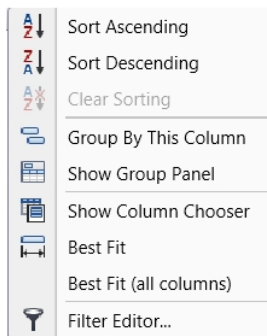 Sort Ascending
Sort Descending
Clear Sorting
Group By This Column
Show Group Panel
Show Column Chooser
Best Fit
Best Fit (all columns)
Filter Editor...